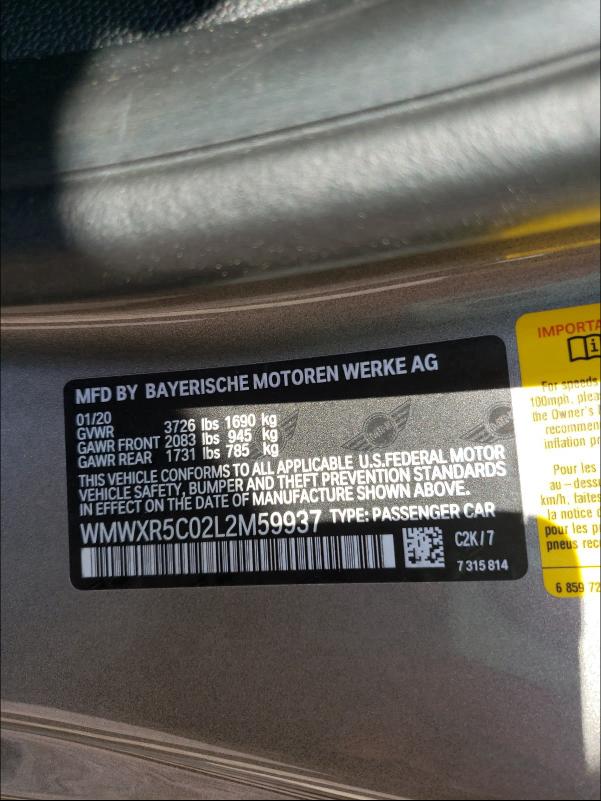 MFD BY BAYERISCHE MOTOREN WERKE AG
01/20
GVWR 3726 lbs 1690 kg
GAWR FRONT 2083 lbs 945 kg
GAWR REAR 1731 lbs 785 kg
THIS VEHICLE CONFORMS TO ALL APPLICABLE U.S. FEDERAL MOTOR
VEHICLE SAFETY, BUMPER AND THEFT PREVENTION STANDARDS
IN EFFECT ON THE DATE OF MANUFACTURE SHOWN ABOVE.
WMWXR5C02L2M59937 TYPE: PASSENGER CAR
C2K/7
7 315 814
For speeds
100mph,
the Owner's
recommen
inflation
Pour les
au-dess
km/h, faites
la notice
pour les
pneus
6 859 72